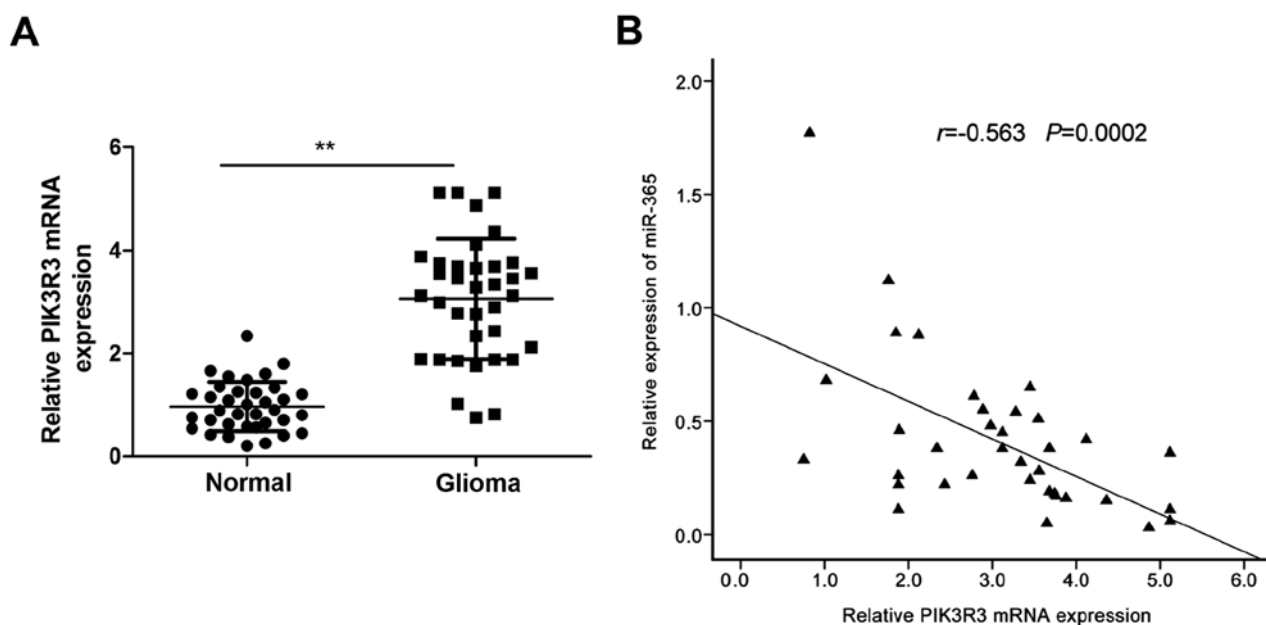 A
Relative PIK3R3 mRNA
expression
6
4
2
0
**
Normal
Glioma
B
Relative expression of miR-365
2.0
1.5
1.0
0.5
0.0
r=-0.563 P=0.0002
0.0 1.0 2.0 3.0 4.0 5.0 6.0
Relative PIK3R3 mRNA expression